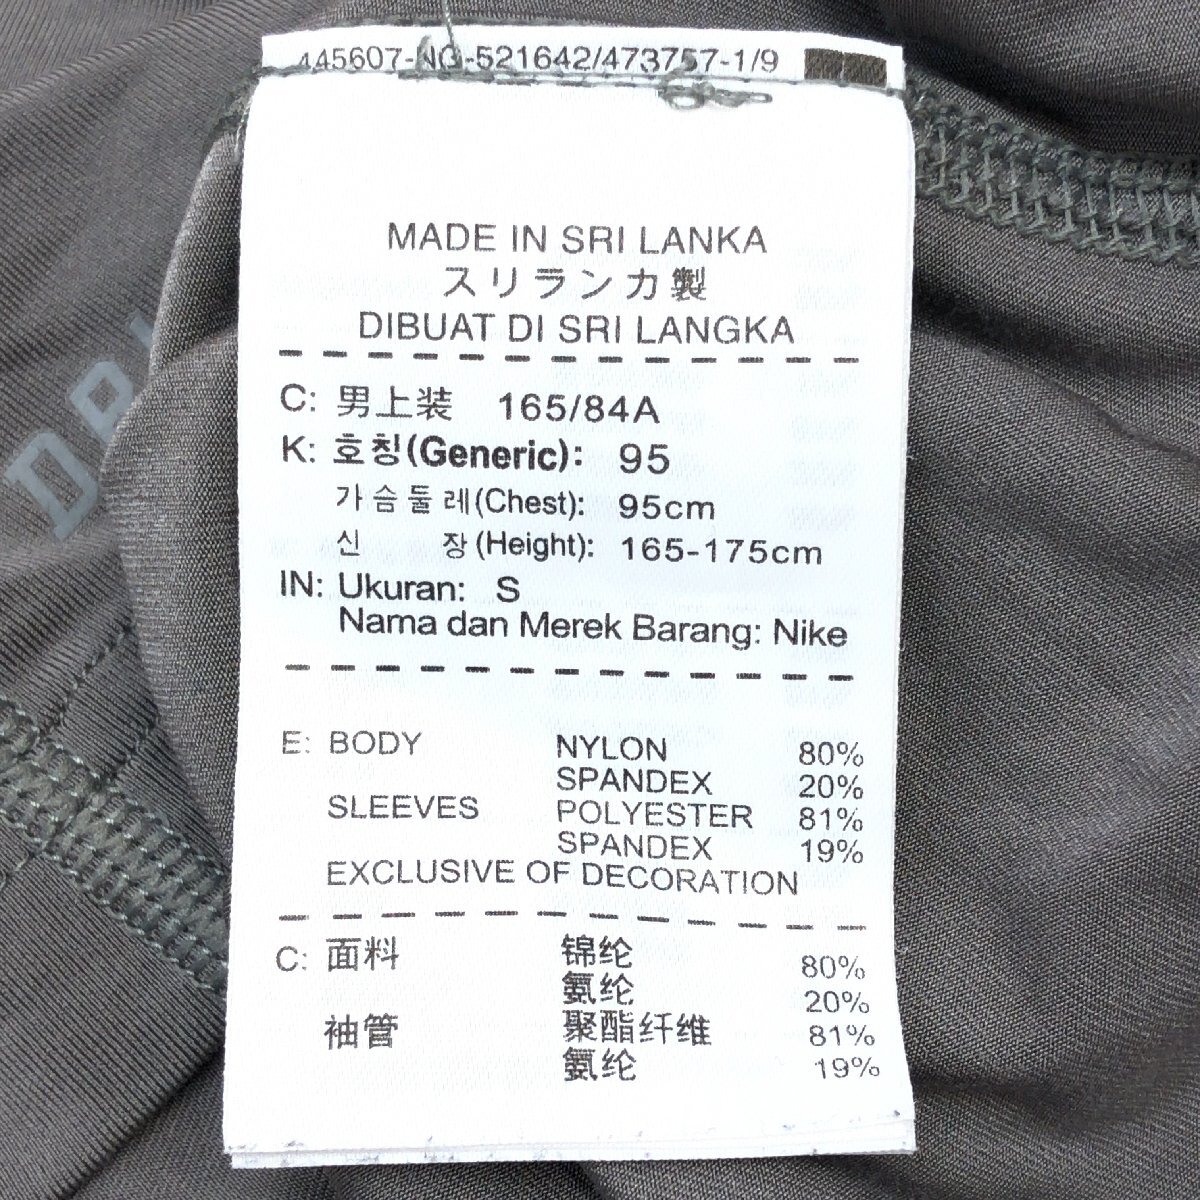 445607-NG-521642/473757-1/9
MADE IN SRI LANKA
スリランカ製
DIBUAT DI SRI LANGKA
C: 男上装 165/84A
K: 호칭(Generic): 95
가슴둘레(Chest): 95cm
신 장(Height): 165-175cm
IN: Ukuran: S
Nama dan Merek Barang: Nike
E: BODY NYLON 80%
SPANDEX 20%
SLEEVES POLYESTER 81%
SPANDEX 19%
EXCLUSIVE OF DECORATION
C: 面料 锦纶 80%
氨纶 20%
袖管 聚酯纤维 81%
氨纶 19%